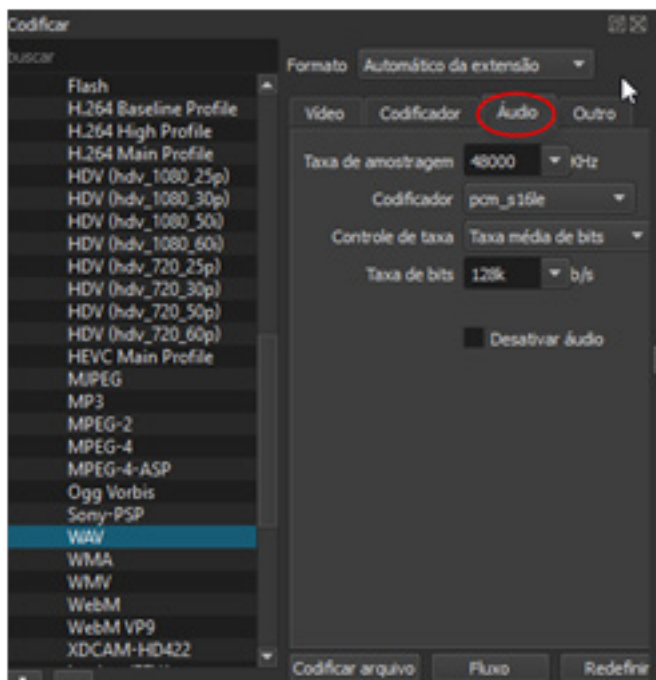 Codificar
buscar
Flash
H.264 Baseline Profile
H.264 High Profile
H.264 Main Profile
HDV (hdv_1080_25p)
HDV (hdv_1080_30p)
HDV (hdv_1080_50i)
HDV (hdv_1080_60i)
HDV (hdv_720_25p)
HDV (hdv_720_30p)
HDV (hdv_720_50p)
HDV (hdv_720_60p)
HEVC Main Profile
MJPEG
MP3
MPEG-2
MPEG-4
MPEG-4-ASP
Ogg Vorbis
Sony-PSP
WAV
WMA
WMV
WebM
WebM VP9
XDCAM-HD422
Formato Automático da extensão
Vídeo Codificador Áudio Outro
Taxa de amostragem 48000 KHz
Codificador pcm_s16le
Controle de taxa Taxa média de bits
Taxa de bits 128k b/s
Desativar áudio
Codificar arquivo Fluxo Redefinir